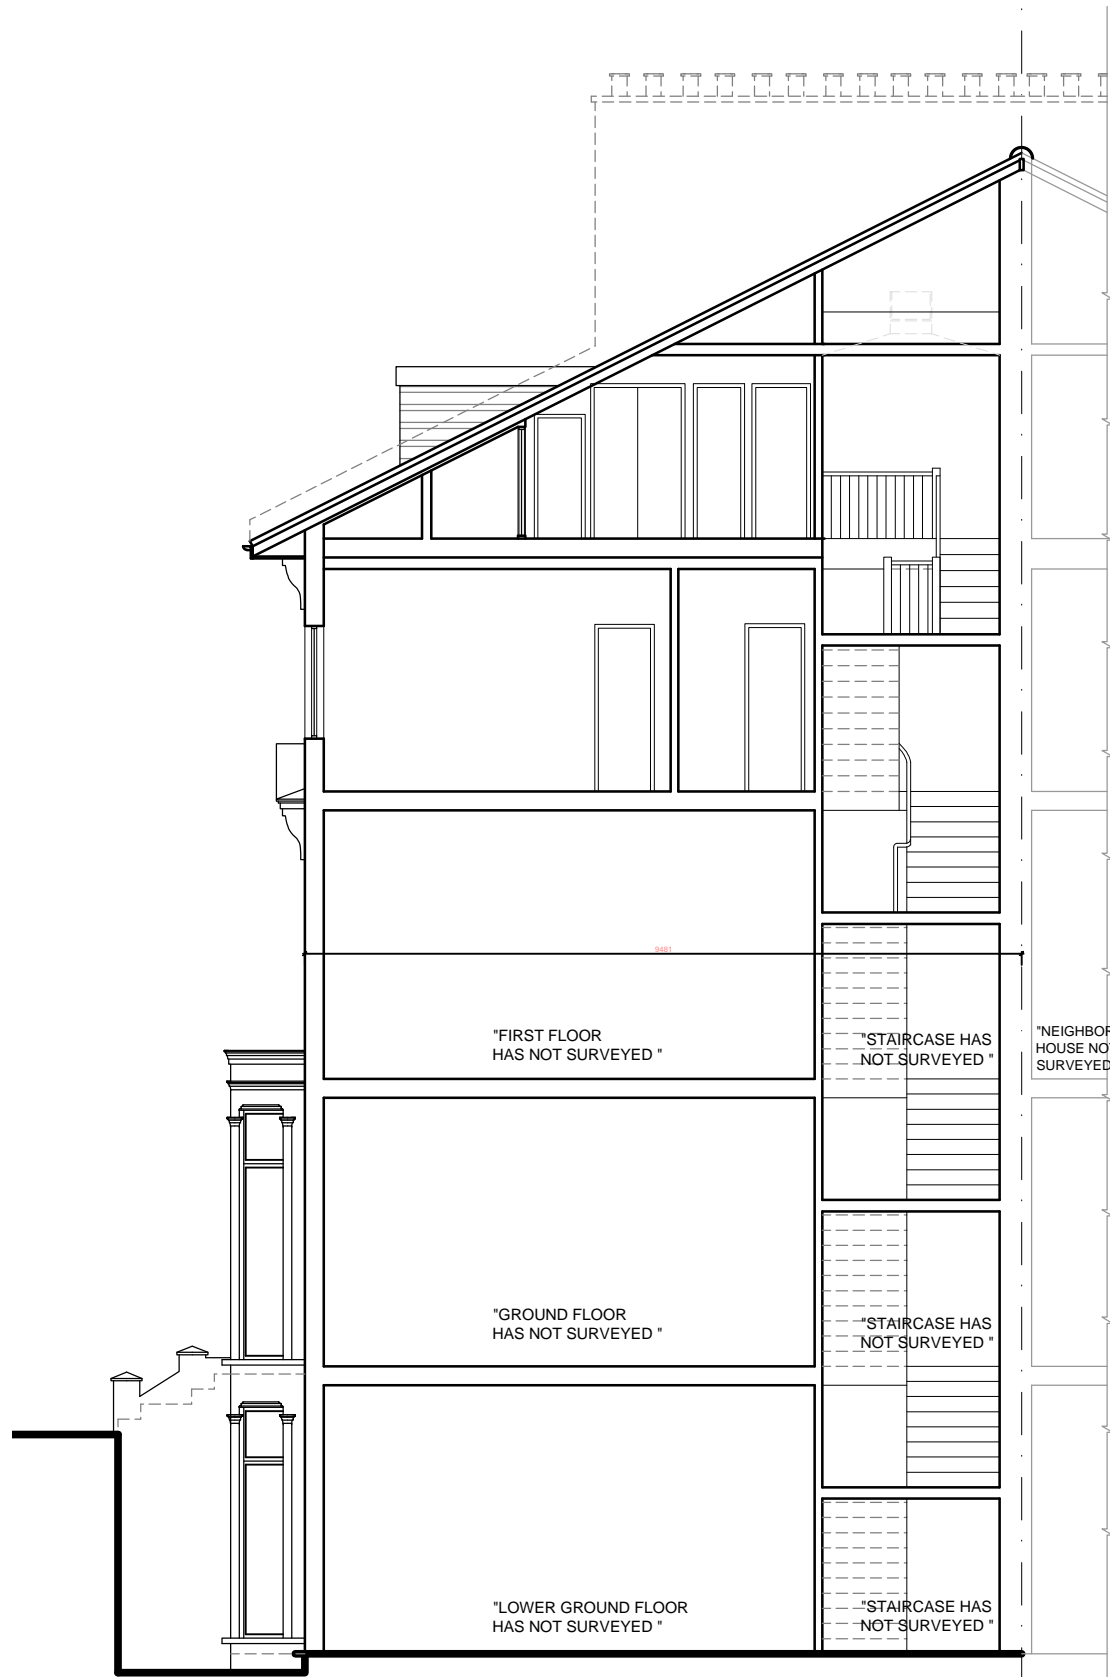 9481
"FIRST FLOOR
HAS NOT SURVEYED "
"STAIRCASE HAS
NOT SURVEYED "
"NEIGHBOR
HOUSE NO
SURVEYED
"GROUND FLOOR
HAS NOT SURVEYED "
"STAIRCASE HAS
NOT SURVEYED "
"LOWER GROUND FLOOR
HAS NOT SURVEYED "
"STAIRCASE HAS
NOT SURVEYED "